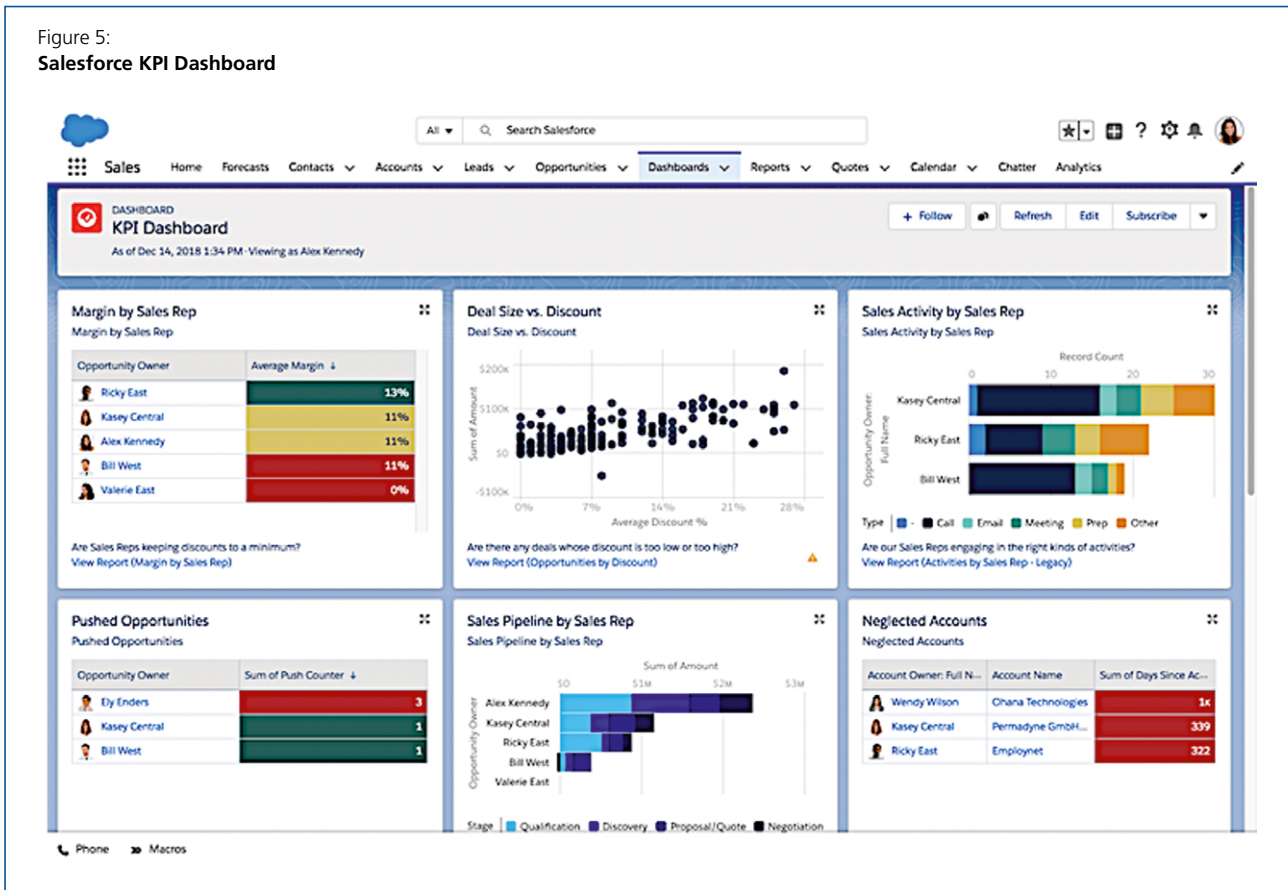 Figure 5:
Salesforce KPI Dashboard
All
Search Salesforce
Sales Home Forecasts Contacts Accounts Leads Opportunities Dashboards Reports Quotes Calendar Chatter Analytics
DASHBOARD
KPI Dashboard
As of Dec 14, 2018 1:34 PM·Viewing as Alex Kennedy
+ Follow Refresh Edit Subscribe
Margin by Sales Rep
Margin by Sales Rep
Opportunity Owner Average Margin ↓
Ricky East 13%
Kasey Central 11%
Alex Kennedy 11%
Bill West 11%
Valerie East 0%
Are Sales Reps keeping discounts to a minimum?
View Report (Margin by Sales Rep)
Deal Size vs. Discount
Deal Size vs. Discount
Sum of Amount
$200K
$100K
$0
-$100K
0% 7% 14% 21% 28%
Average Discount %
Are there any deals whose discount is too low or too high?
View Report (Opportunities by Discount)
Sales Activity by Sales Rep
Sales Activity by Sales Rep
Record Count
0 10 20 30
Opportunity Owner:
Full Name
Kasey Central
Ricky East
Bill West
Type - Call Email Meeting Prep Other
Are our Sales Reps engaging in the right kinds of activities?
View Report (Activities by Sales Rep - Legacy)
Pushed Opportunities
Pushed Opportunities
Opportunity Owner Sum of Push Counter ↓
Ely Enders 3
Kasey Central 1
Bill West 1
Sales Pipeline by Sales Rep
Sales Pipeline by Sales Rep
Sum of Amount
$0 $1M $2M $3M
Opportunity Owner
Alex Kennedy
Kasey Central
Ricky East
Bill West
Valerie East
Stage Qualification Discovery Proposal/Quote Negotiation
Neglected Accounts
Neglected Accounts
Account Owner: Full N... Account Name Sum of Days Since Ac...
Wendy Wilson Ohana Technologies 1K
Kasey Central Permadyne GmbH... 339
Ricky East Employnet 322
Phone Macros